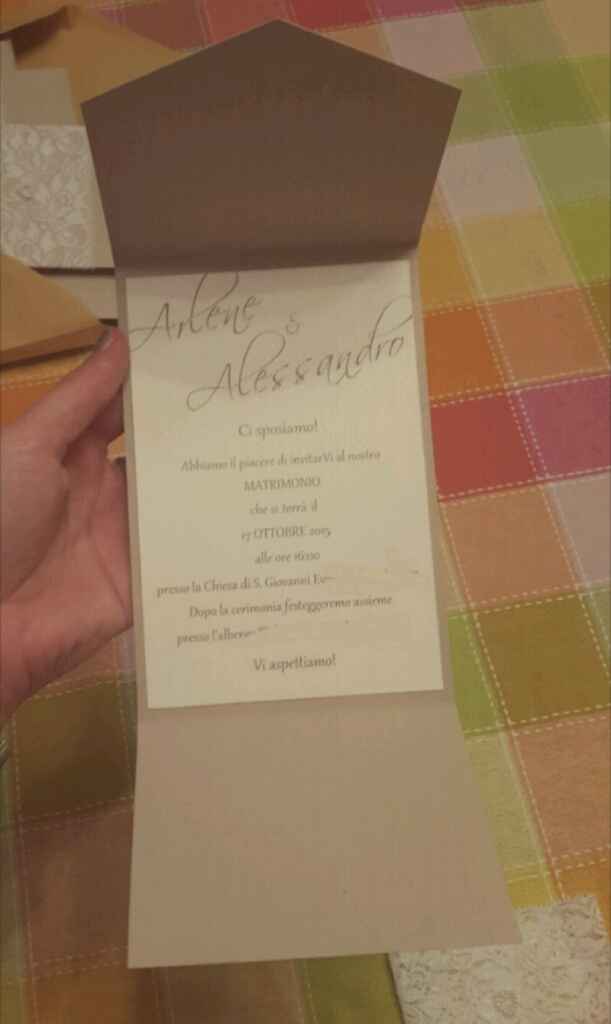 Arlene
&
Alessandro
Ci sposiamo!
Abbiamo il piacere di invitarVi al nostro
MATRIMONIO
che si terrà il
17 OTTOBRE 2015
alle ore 16:00
presso la Chiesa di S. Giovanni
Dopo la cerimonia festeggeremo assieme
presso
Vi aspettiamo!